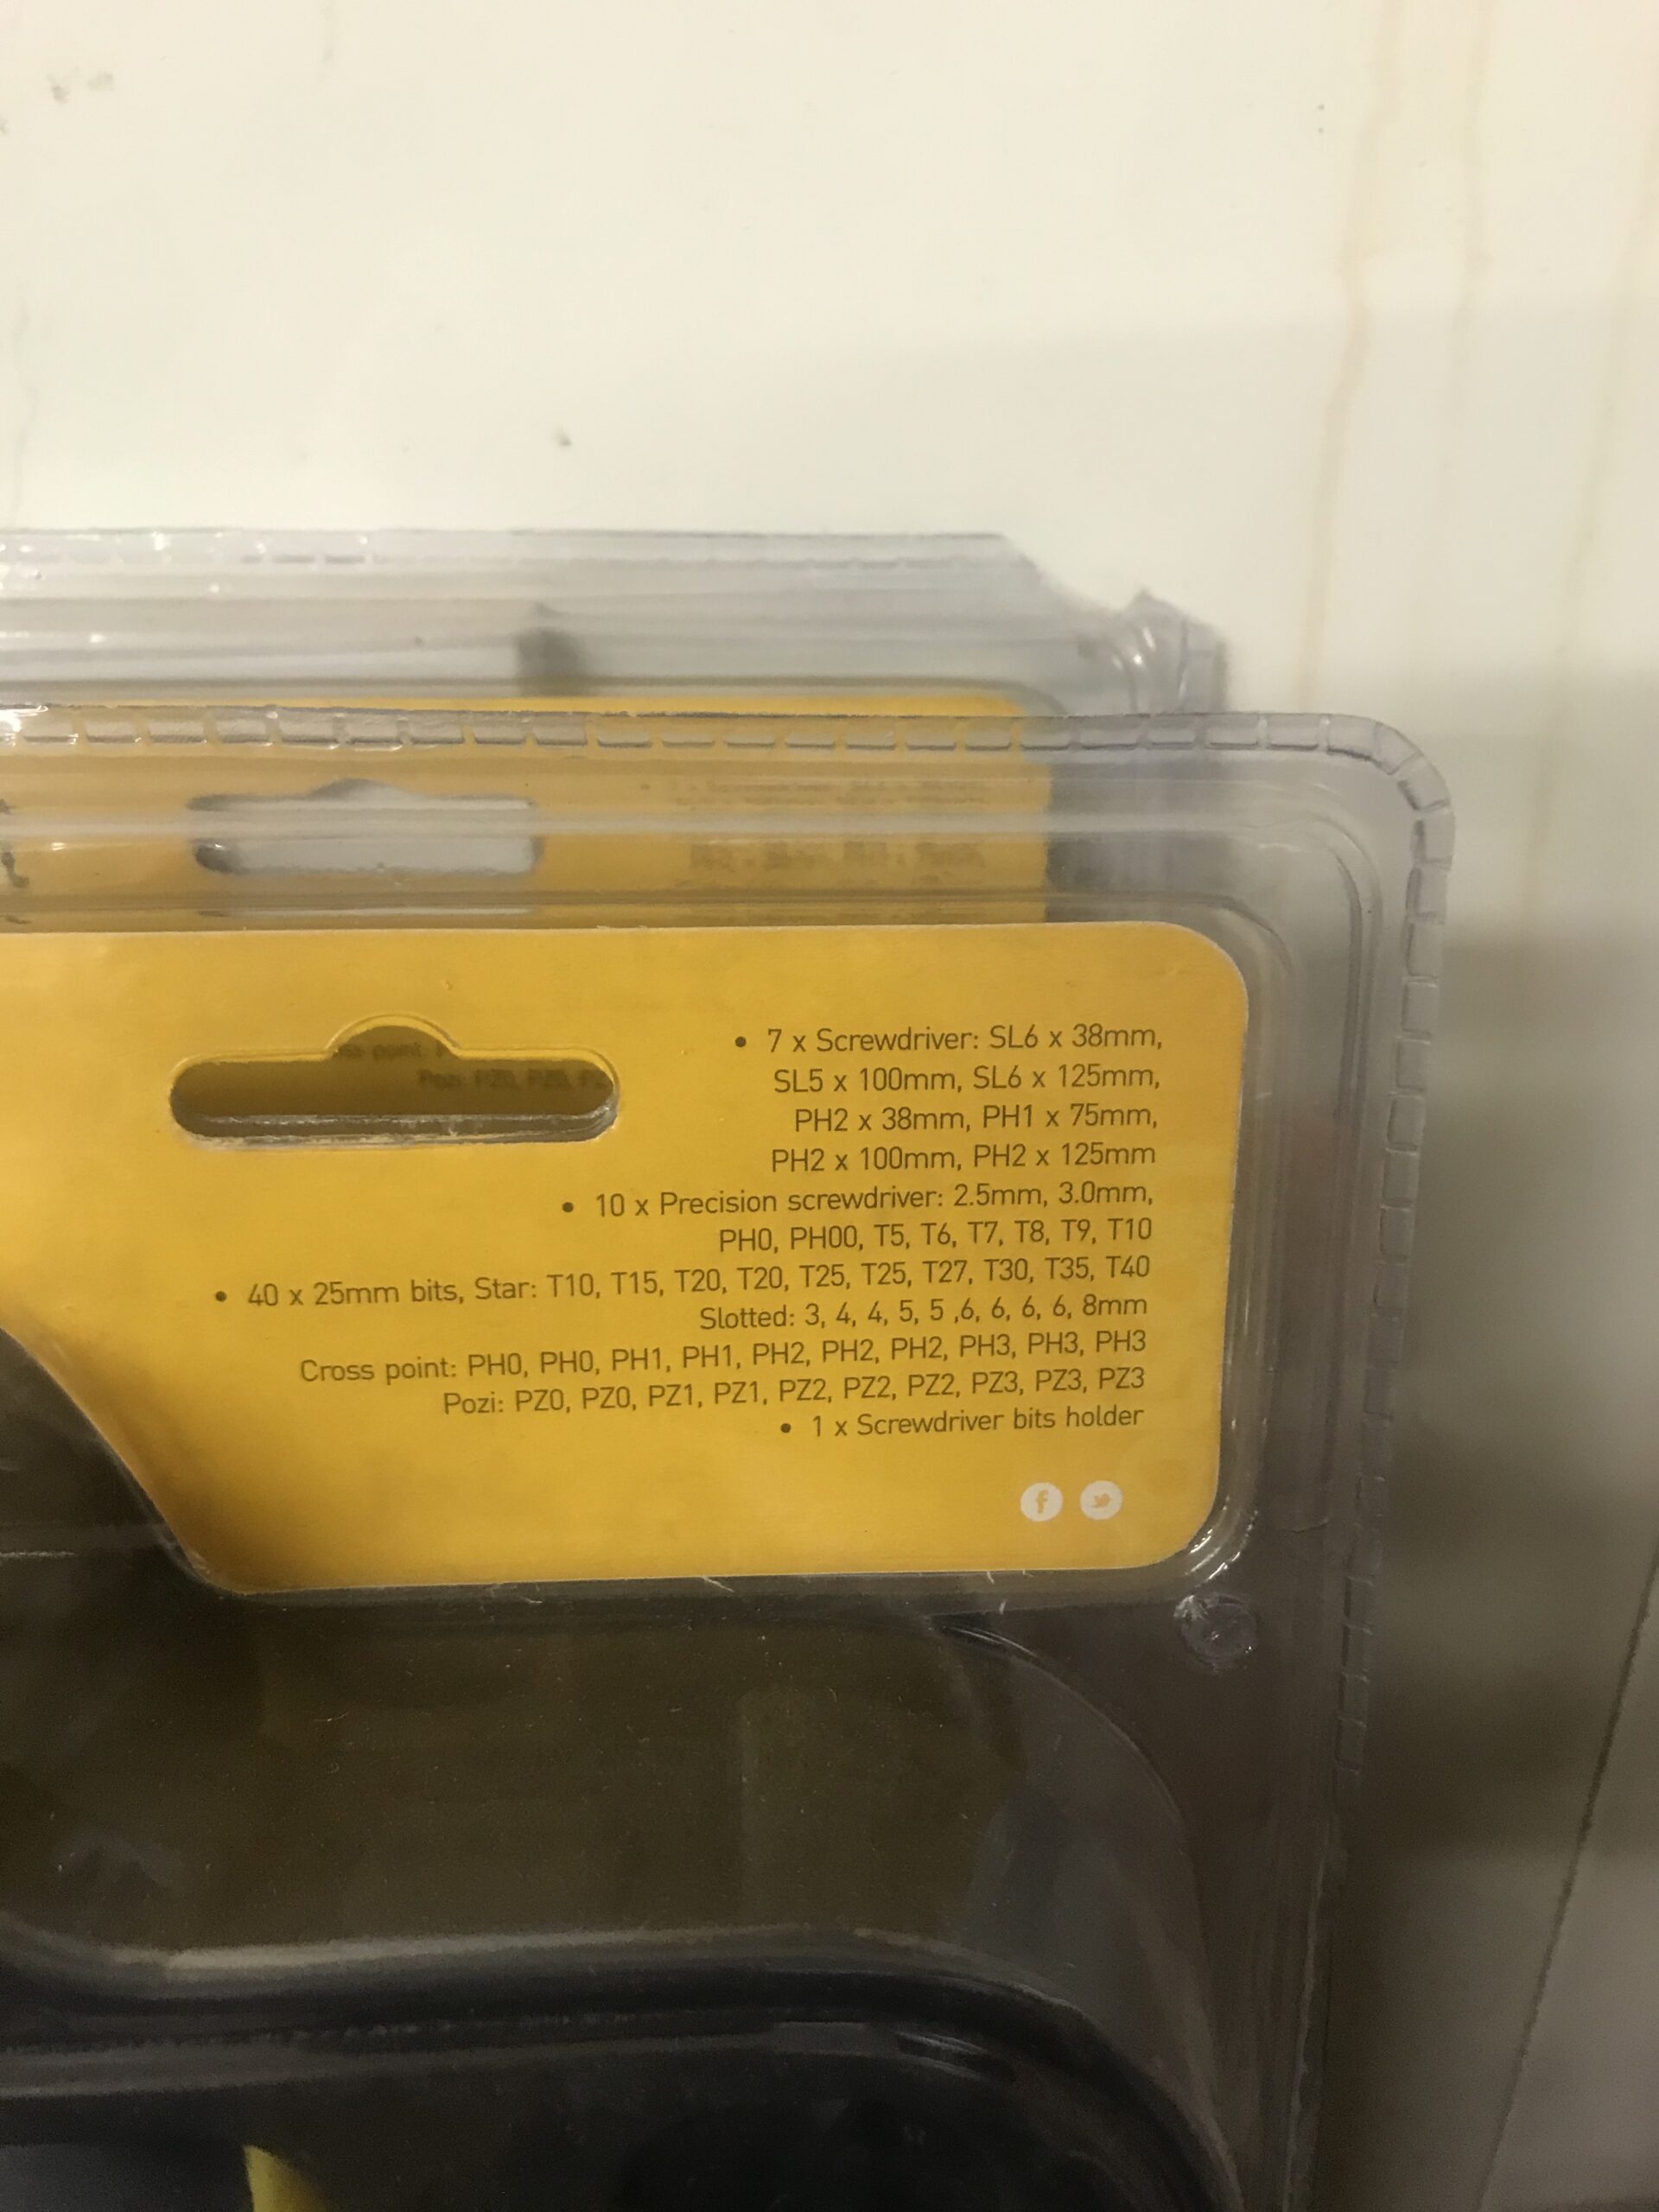 • 7 x Screwdriver: SL6 x 38mm,
SL5 x 100mm, SL6 x 125mm,
PH2 x 38mm, PH1 x 75mm,
PH2 x 100mm, PH2 x 125mm
• 10 x Precision screwdriver: 2.5mm, 3.0mm,
PH0, PH00, T5, T6, T7, T8, T9, T10
• 40 x 25mm bits, Star: T10, T15, T20, T20, T25, T25, T27, T30, T35, T40
Slotted: 3, 4, 4, 5, 5 ,6, 6, 6, 6, 8mm
Cross point: PH0, PH0, PH1, PH1, PH2, PH2, PH2, PH3, PH3, PH3
Pozi: PZ0, PZ0, PZ1, PZ1, PZ2, PZ2, PZ2, PZ3, PZ3, PZ3
• 1 x Screwdriver bits holder